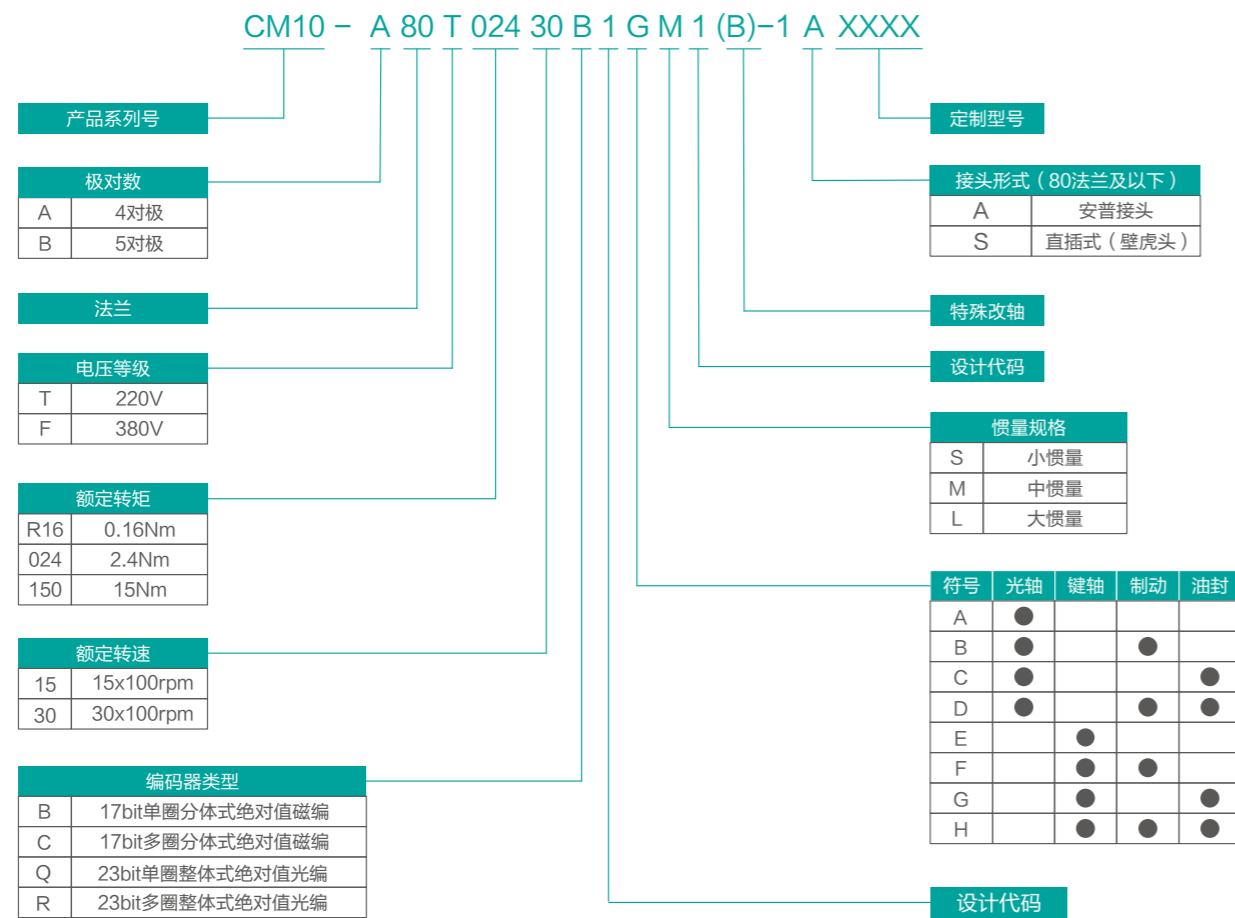 CM10 - A 80 T 024 30 B 1 G M 1 (B)-1 A XXXX
产品系列号
极对数
A 4对极
B 5对极
法兰
电压等级
T 220V
F 380V
额定转矩
R16 0.16Nm
024 2.4Nm
150 15Nm
额定转速
15 15x100rpm
30 30x100rpm
编码器类型
B 17bit单圈分体式绝对值磁编
C 17bit多圈分体式绝对值磁编
Q 23bit单圈整体式绝对值光编
R 23bit多圈整体式绝对值光编
定制型号
接头形式（80法兰及以下）
A 安普接头
S 直插式（壁虎头）
特殊改轴
设计代码
惯量规格
S 小惯量
M 中惯量
L 大惯量
符号 光轴 键轴 制动 油封
A ●
B ● ●
C ● ●
D ● ● ●
E ●
F ● ●
G ● ●
H ● ● ●
设计代码